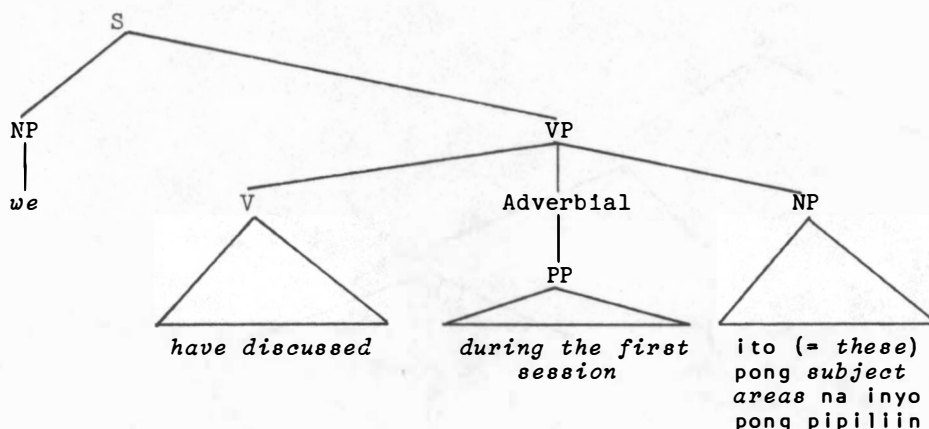 S
NP VP
we V Adverbial NP
PP
have discussed during the first session ito (= these) pong subject areas na inyo pong pipiliin